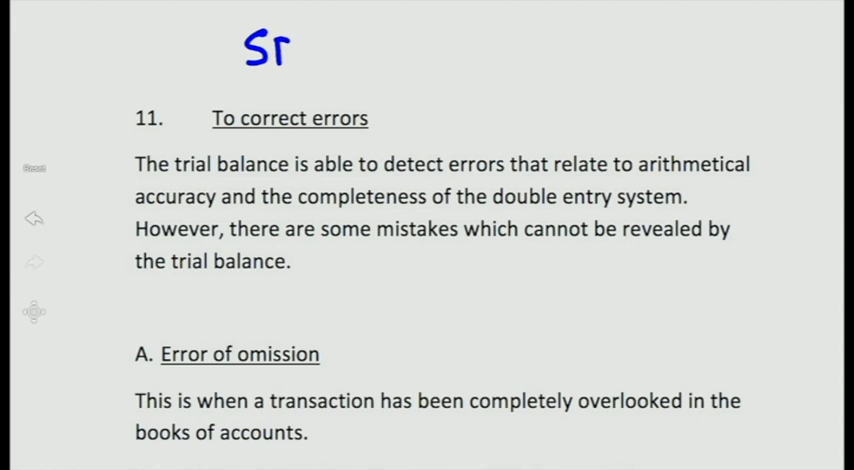 SI
11. To correct errors
The trial balance is able to detect errors that relate to arithmetical
accuracy and the completeness of the double entry system.
However, there are some mistakes which cannot be revealed by
the trial balance.
Reset
A. Error of omission
This is when a transaction has been completely overlooked in the
books of accounts.